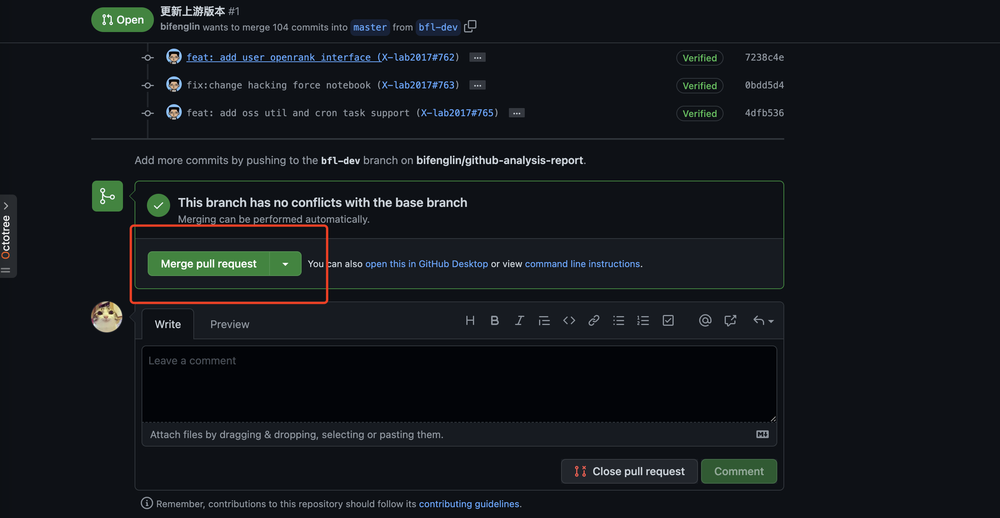 Open
更新上游版本 #1
bifenglin wants to merge 104 commits into master from bfl-dev
feat: add user openrank interface (X-lab2017#762) ... Verified 7238c4e
fix:change hacking force notebook (X-lab2017#763) ... Verified 0bdd5d4
feat: add oss util and cron task support (X-lab2017#765) ... Verified 4dfb536
Add more commits by pushing to the bfl-dev branch on bifenglin/github-analysis-report.
This branch has no conflicts with the base branch
Merging can be performed automatically.
Octotree
Merge pull request You can also open this in GitHub Desktop or view command line instructions.
Write Preview
Leave a comment
Attach files by dragging & dropping, selecting or pasting them.
Close pull request Comment
Remember, contributions to this repository should follow its contributing guidelines.